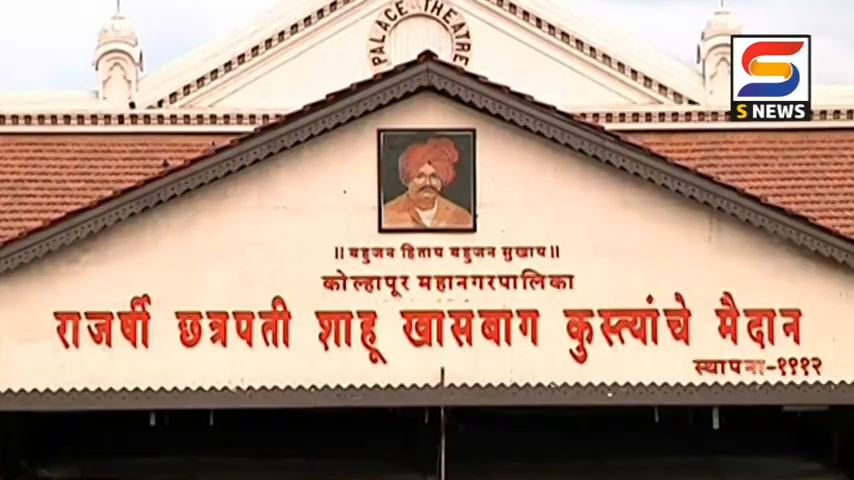 PALACE THEATRE
S NEWS
॥ बहुजन हिताय बहुजन सुखाय ॥
कोल्हापूर महानगरपालिका
राजर्षी छत्रपती शाहू खासबाग कुस्त्यांचे मैदान
स्थापना-१९१२